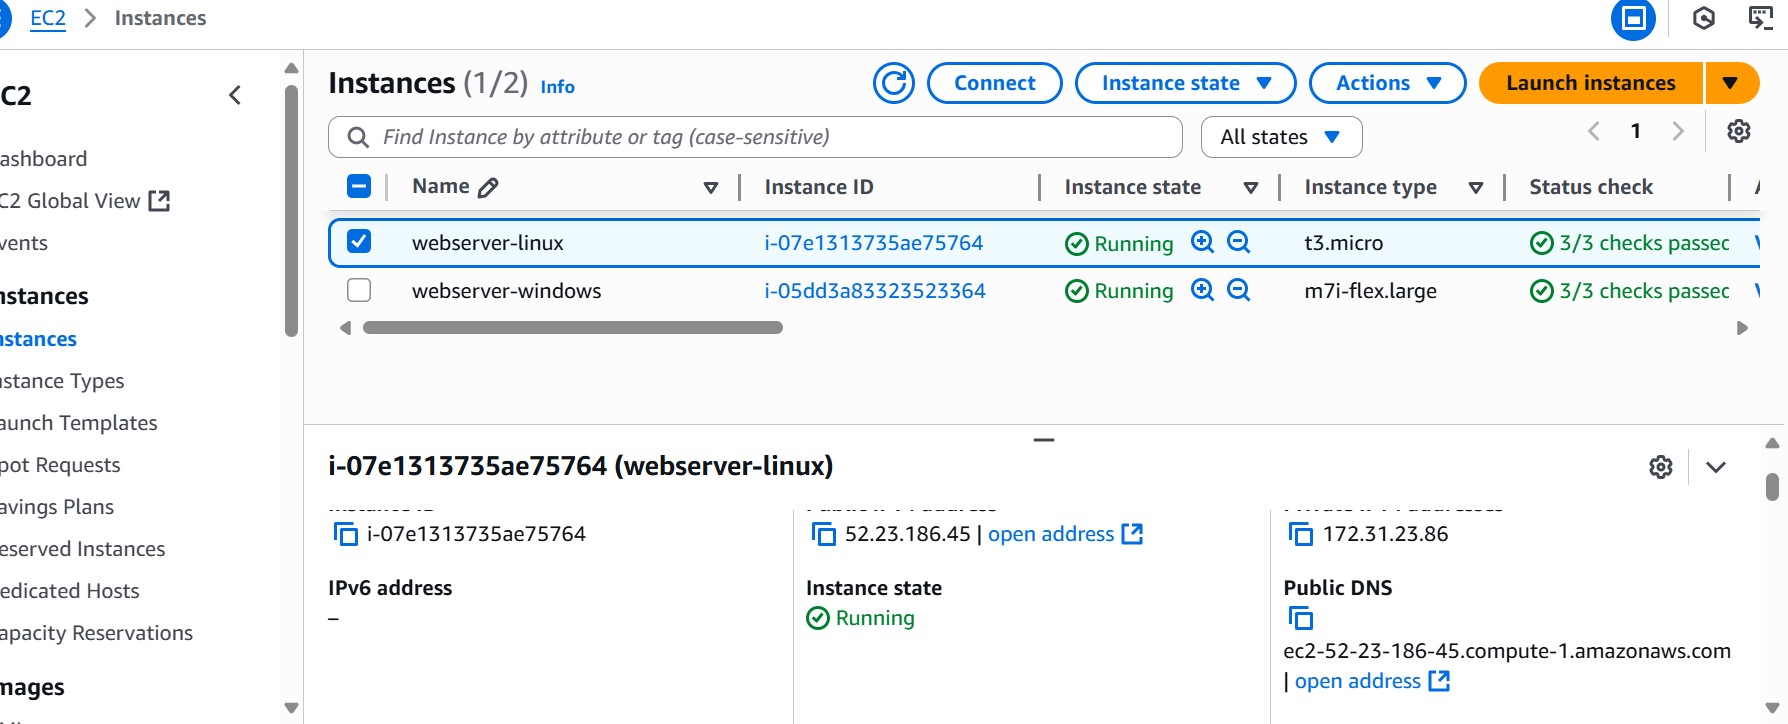 EC2 > Instances
C2
ashboard
C2 Global View
vents
nstances
nstances
nstance Types
aunch Templates
pot Requests
avings Plans
eserved Instances
edicated Hosts
apacity Reservations
mages
Instances (1/2) Info
Connect
Instance state
Actions
Launch instances
Find Instance by attribute or tag (case-sensitive)
All states
1
Name Instance ID Instance state Instance type Status check
webserver-linux i-07e1313735ae75764 Running t3.micro 3/3 checks passed
webserver-windows i-05dd3a83323523364 Running m7i-flex.large 3/3 checks passed
i-07e1313735ae75764 (webserver-linux)
i-07e1313735ae75764
52.23.186.45 | open address
172.31.23.86
IPv6 address
–
Instance state
Running
Public DNS
ec2-52-23-186-45.compute-1.amazonaws.com
| open address